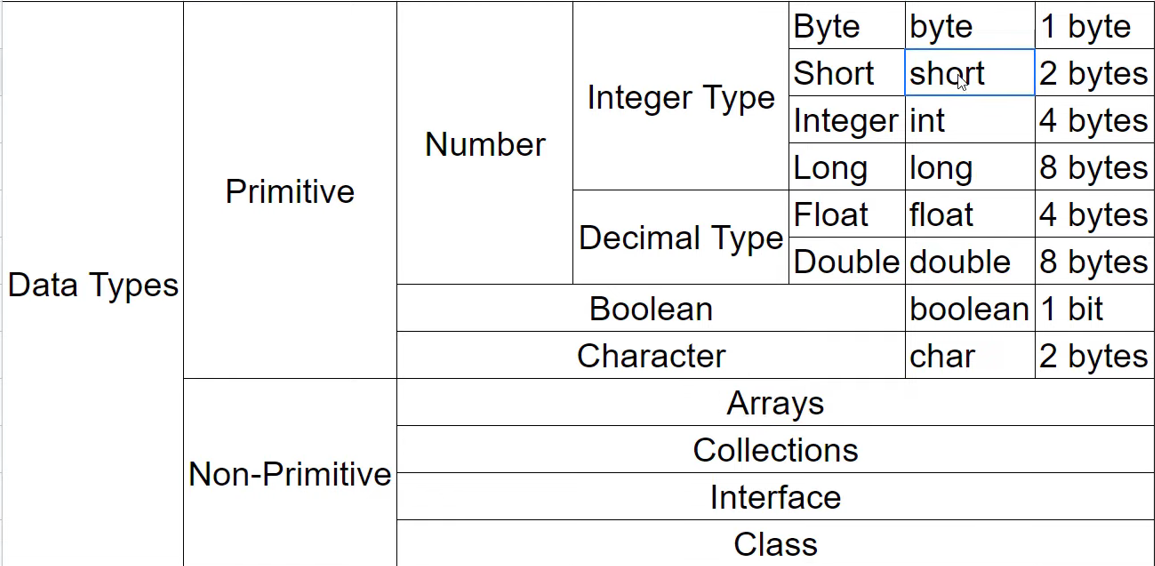 Data Types
Primitive
Number
Integer Type
Byte byte 1 byte
Short short 2 bytes
Integer int 4 bytes
Long long 8 bytes
Decimal Type
Float float 4 bytes
Double double 8 bytes
Boolean boolean 1 bit
Character char 2 bytes
Non-Primitive
Arrays
Collections
Interface
Class